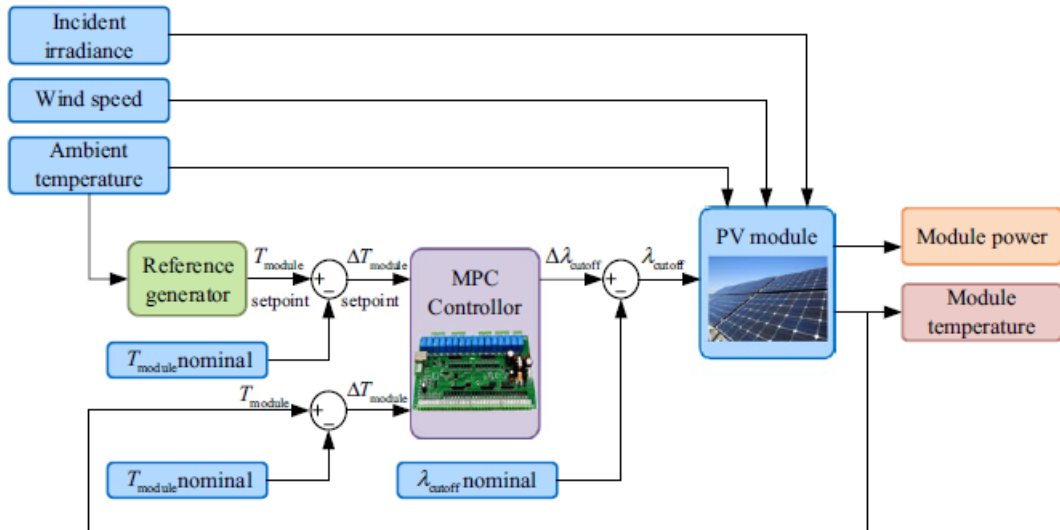 Incident
irradiance
Wind speed
Ambient
temperature
Reference
generator
T_module
setpoint
+
−
ΔT_module
setpoint
MPC
Controllor
Δλ_cutoff
+
−
λ_cutoff
PV module
Module power
Module
temperature
T_module nominal
T_module
+
−
ΔT_module
T_module nominal
λ_cutoff nominal